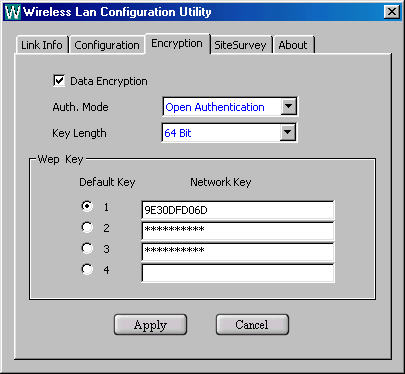 W Wireless Lan Configuration Utility
Link Info Configuration Encryption SiteSurvey About
Data Encryption
Auth. Mode Open Authentication
Key Length 64 Bit
Wep Key
Default Key Network Key
1 9E30DFD06D
2 **********
3 **********
4
Apply Cancel